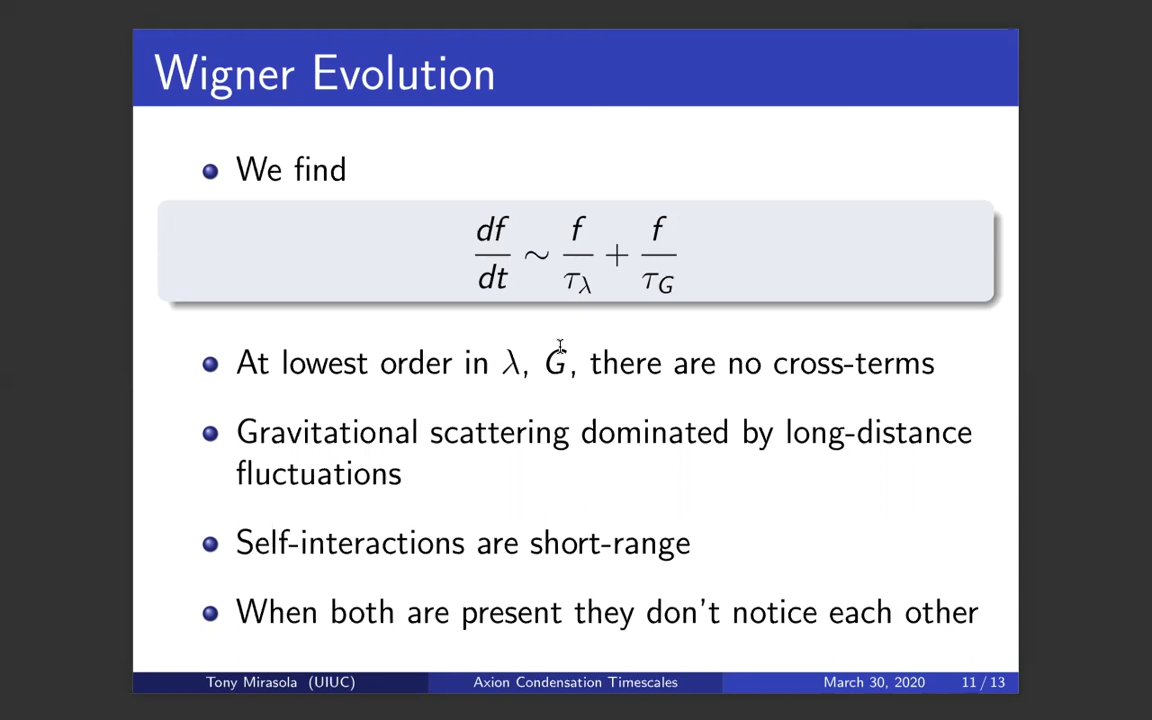 Wigner Evolution
We find
df/dt ∼ f/τ_λ + f/τ_G
At lowest order in λ, G, there are no cross-terms
Gravitational scattering dominated by long-distance
fluctuations
Self-interactions are short-range
When both are present they don't notice each other
Tony Mirasola (UIUC) Axion Condensation Timescales March 30, 2020 11 / 13